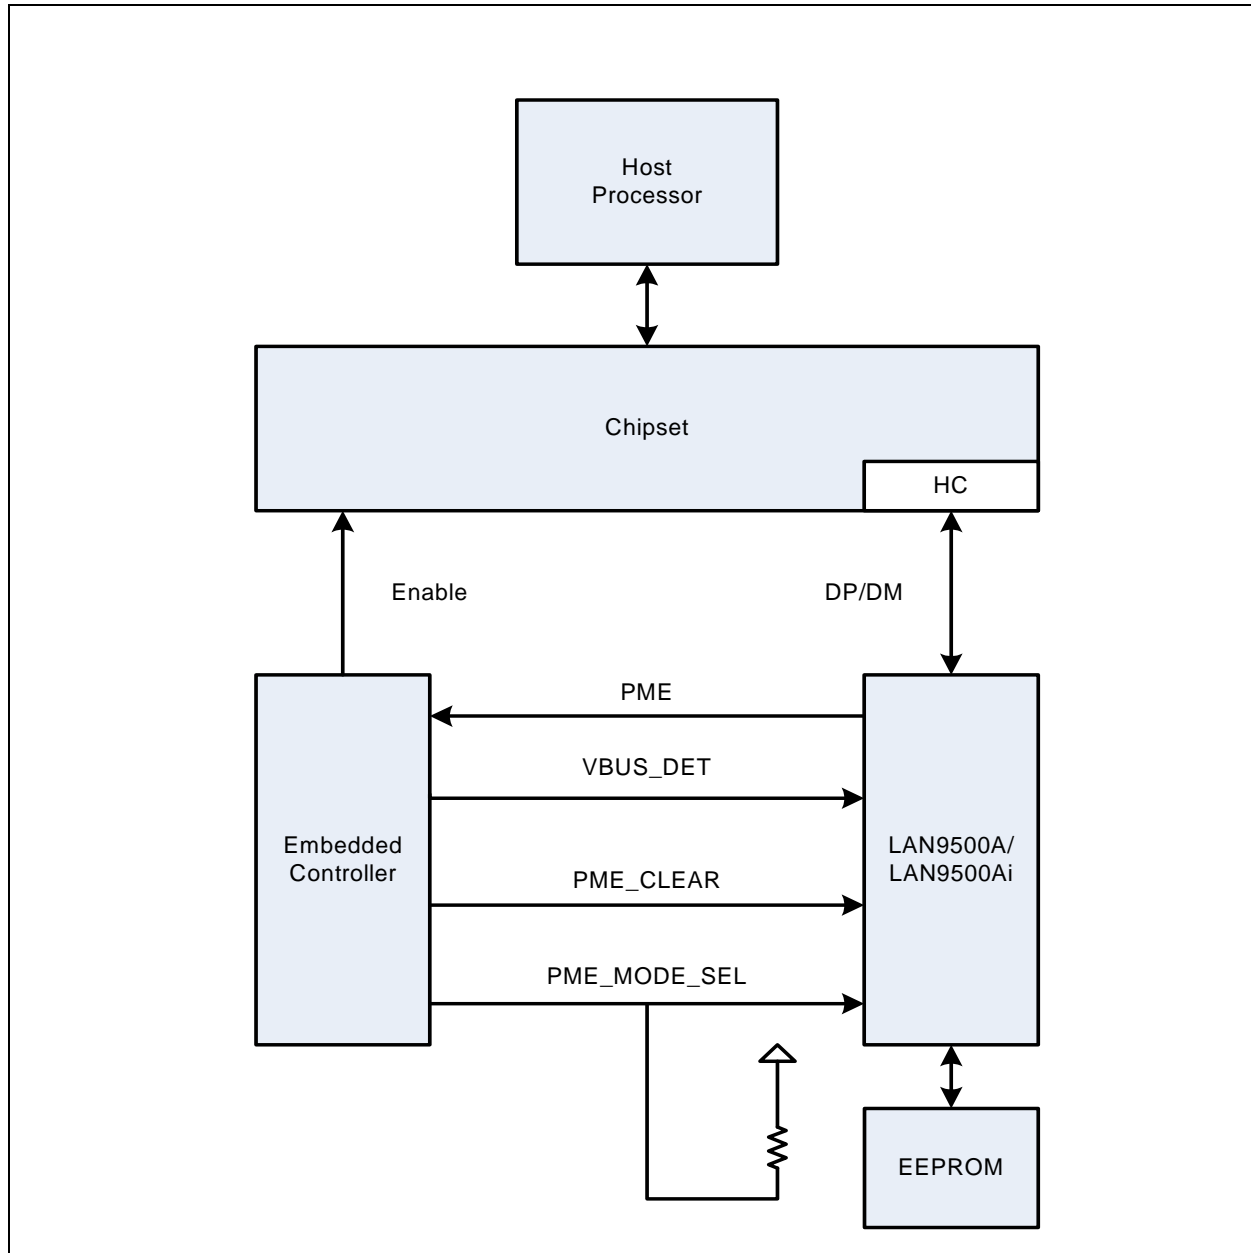 Host
Processor
Chipset
HC
Enable
DP/DM
PME
VBUS_DET
Embedded
Controller
LAN9500A/
LAN9500Ai
PME_CLEAR
PME_MODE_SEL
EEPROM